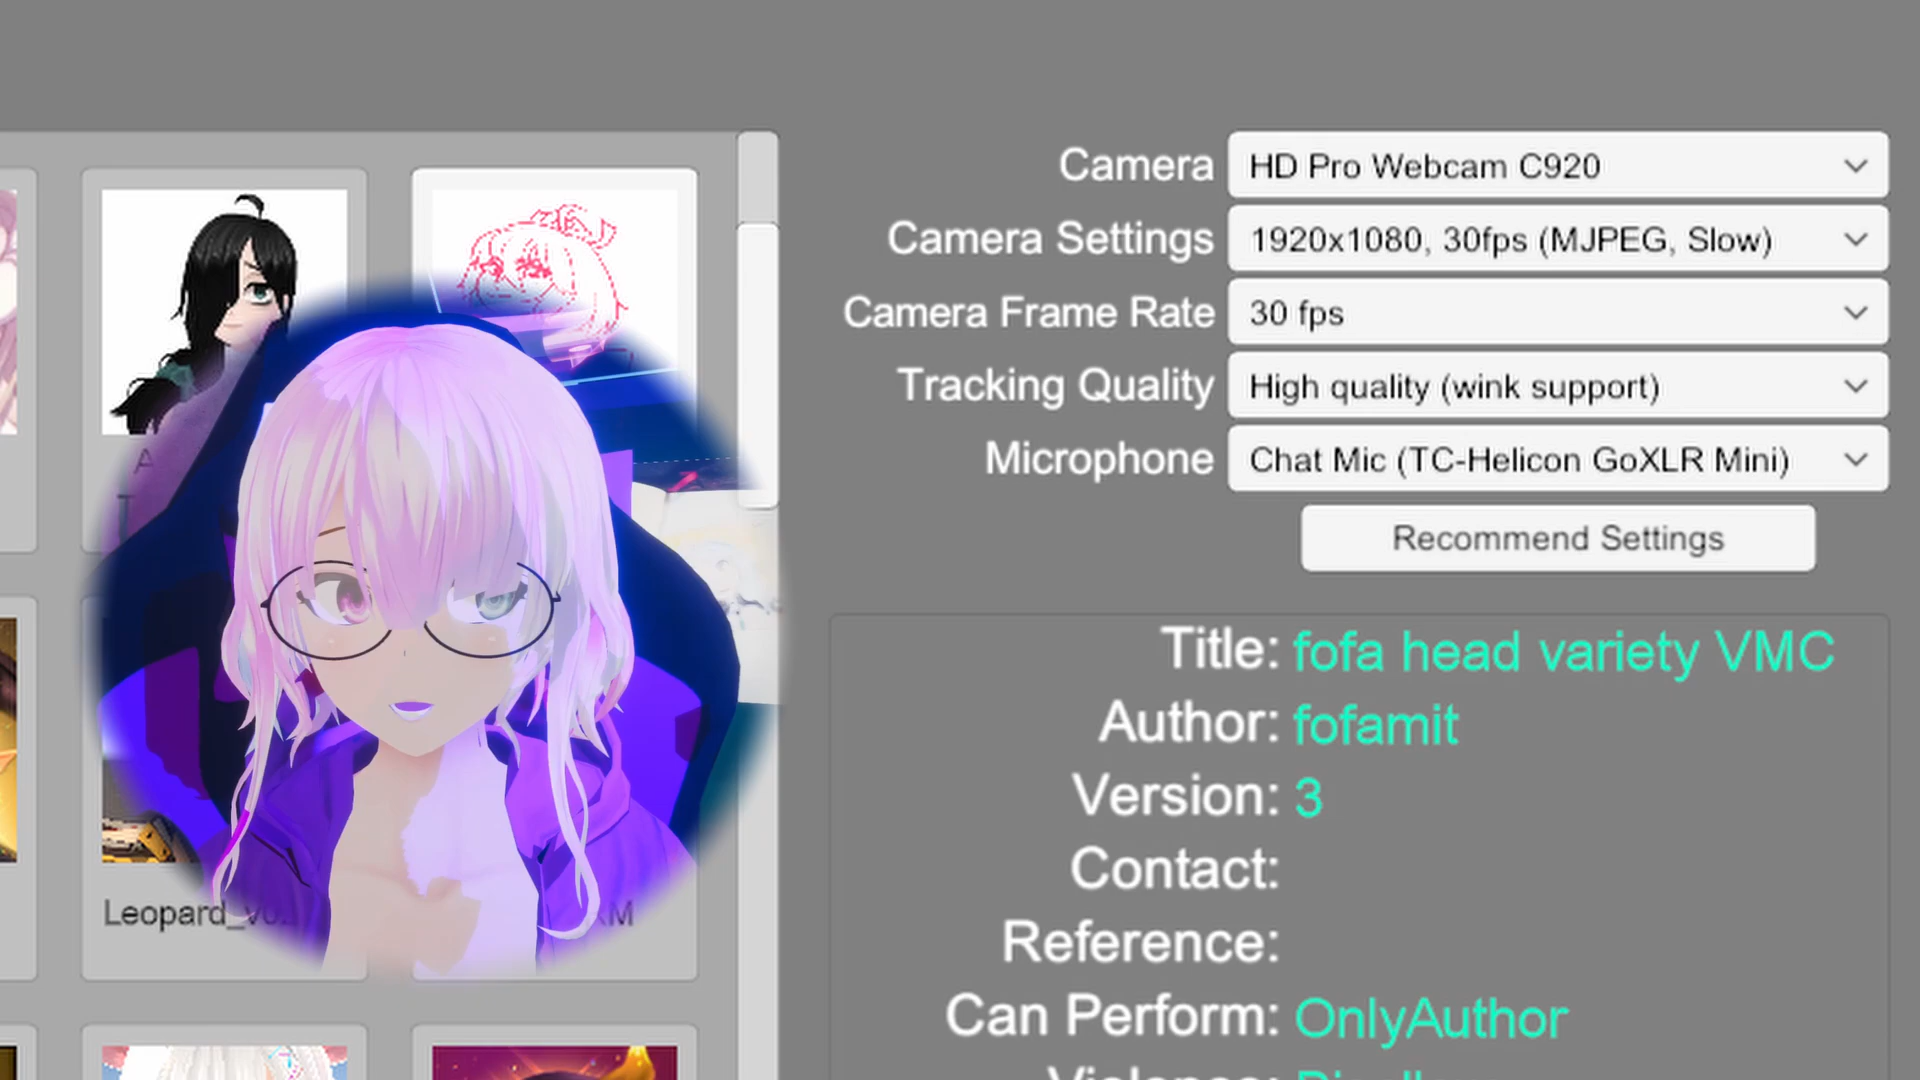 Camera HD Pro Webcam C920
Camera Settings 1920x1080, 30fps (MJPEG, Slow)
Camera Frame Rate 30 fps
Tracking Quality High quality (wink support)
Microphone Chat Mic (TC-Helicon GoXLR Mini)
Recommend Settings
Title: fofa head variety VMC
Author: fofamit
Version: 3
Contact:
Leopard_v0.
Reference:
Can Perform: OnlyAuthor